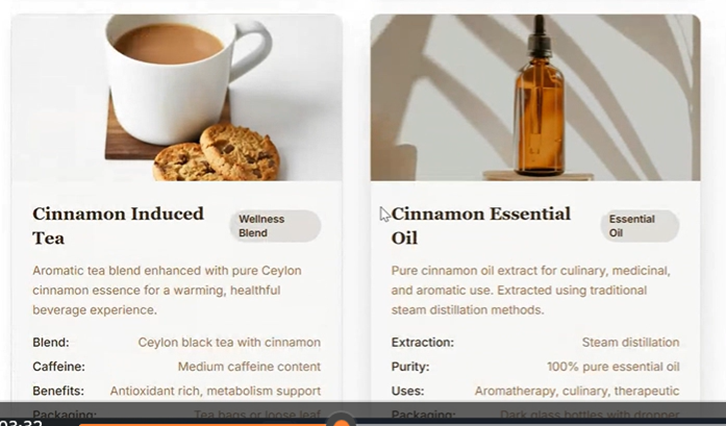 Cinnamon Induced
Tea
Wellness
Blend
Aromatic tea blend enhanced with pure Ceylon
cinnamon essence for a warming, healthful
beverage experience.
Blend: Ceylon black tea with cinnamon
Caffeine: Medium caffeine content
Benefits: Antioxidant rich, metabolism support
Packaging: Tea bags or loose leaf
Cinnamon Essential
Oil
Essential
Oil
Pure cinnamon oil extract for culinary, medicinal,
and aromatic use. Extracted using traditional
steam distillation methods.
Extraction: Steam distillation
Purity: 100% pure essential oil
Uses: Aromatherapy, culinary, therapeutic
Packaging: Dark glass bottles with dropper